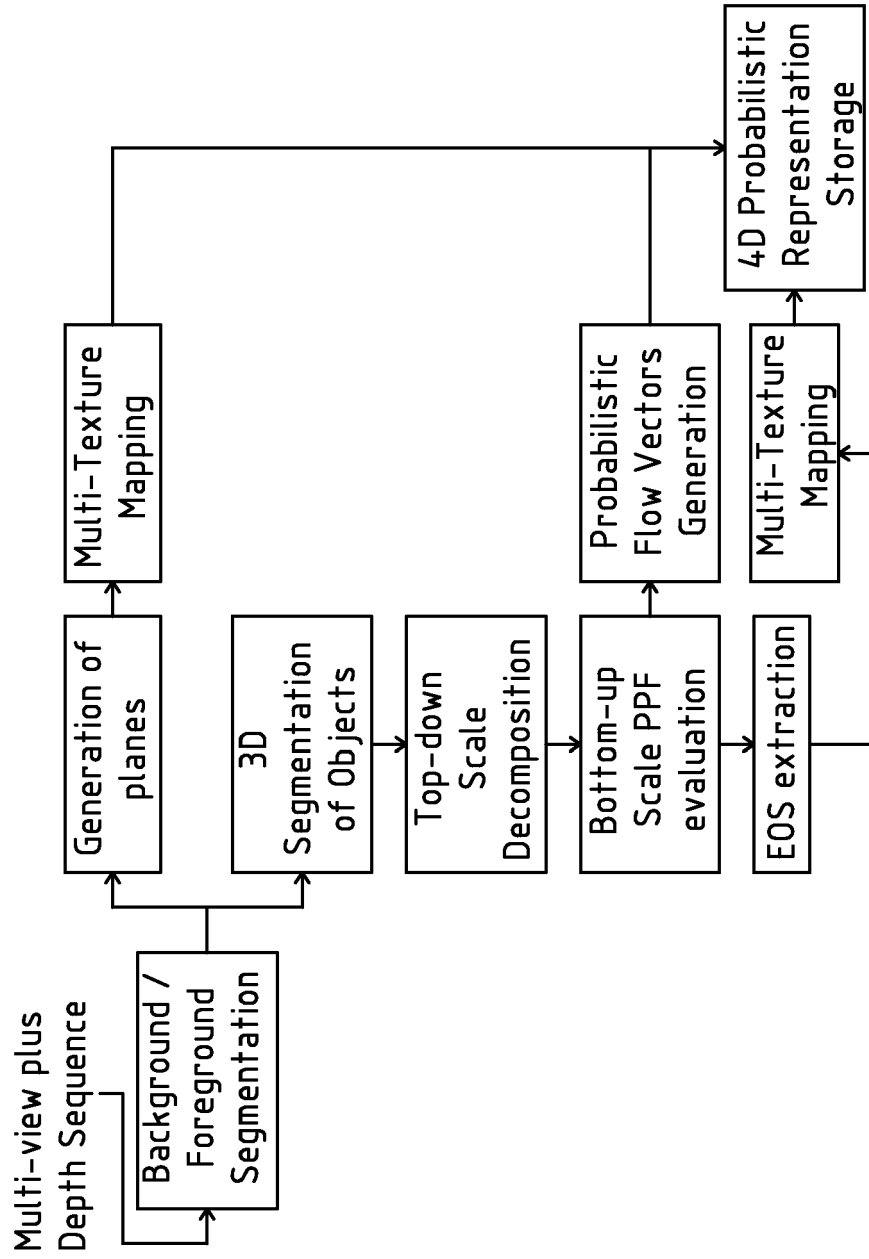 Multi-view plus
Depth Sequence
Background /
Foreground
Segmentation
Generation of
planes
Multi-Texture
Mapping
3D
Segmentation
of Objects
Top-down
Scale
Decomposition
Bottom-up
Scale PPF
evaluation
Probabilistic
Flow Vectors
Generation
EOS extraction
Multi-Texture
Mapping
4D Probabilistic
Representation
Storage